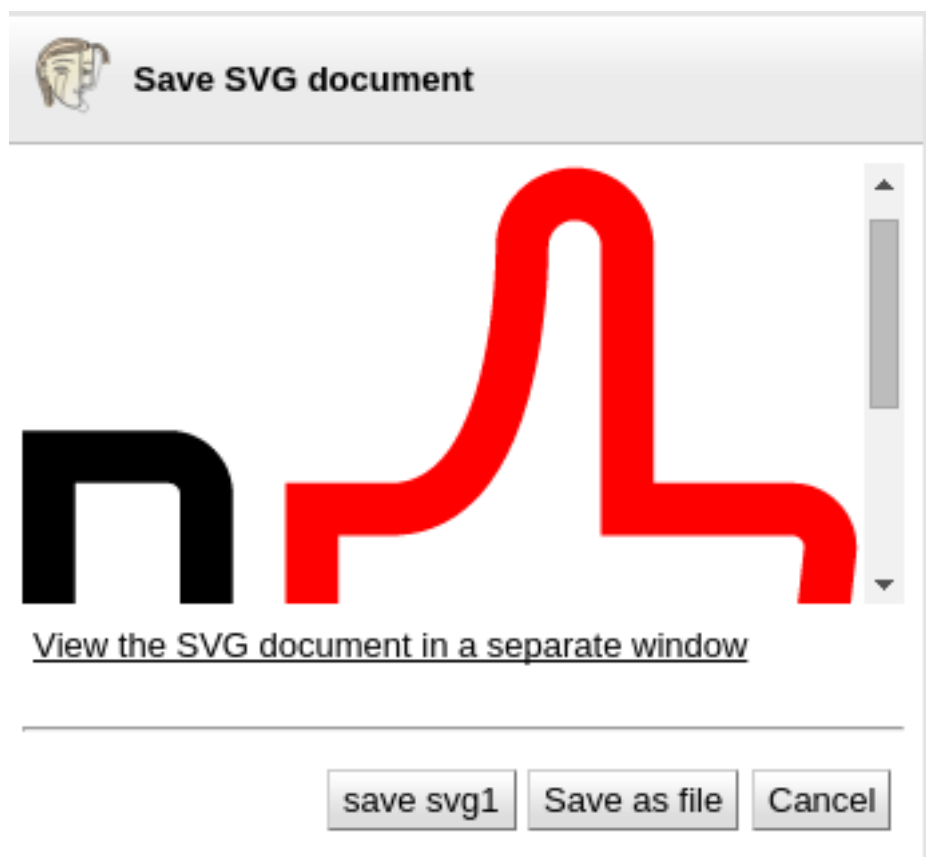 Save SVG document
View the SVG document in a separate window
save svg1 Save as file Cancel